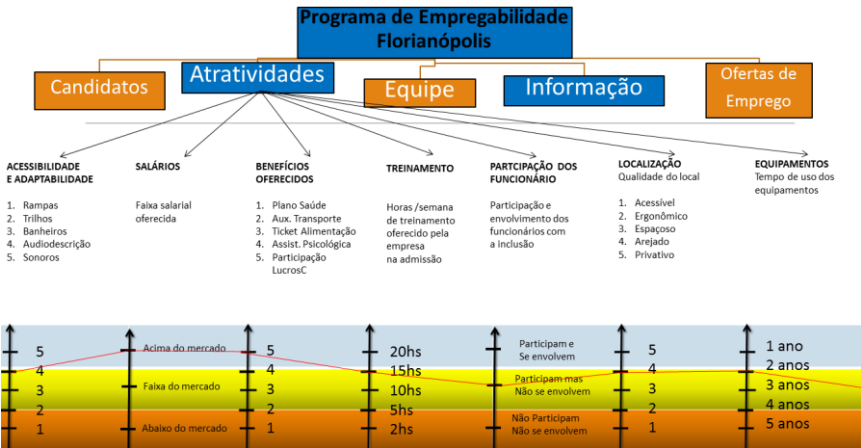 Programa de Empregabilidade
Florianópolis
Candidatos
Atratividades
Equipe
Informação
Ofertas de
Emprego
ACESSIBILIDADE
E ADAPTABILIDADE
1. Rampas
2. Trilhos
3. Banheiros
4. Audiodescrição
5. Sonoros
SALÁRIOS
Faixa salarial
oferecida
BENEFÍCIOS
OFERECIDOS
1. Plano Saúde
2. Aux. Transporte
3. Ticket Alimentação
4. Assist. Psicológica
5. Participação
LucrosC
TREINAMENTO
Horas /semana
de treinamento
oferecido pela
empresa
na admissão
PARTCIPAÇÃO DOS
FUNCIONÁRIO
Participação e
envolvimento dos
funcionários com
a inclusão
LOCALIZAÇÃO
Qualidade do local
1. Acessível
2. Ergonômico
3. Espaçoso
4. Arejado
5. Privativo
EQUIPAMENTOS
Tempo de uso dos
equipamentos
5
4
3
2
1
Acima do mercado
Faixa do mercado
Abaixo do mercado
5
4
3
2
1
20hs
15hs
10hs
5hs
2hs
Participam e
Se envolvem
Participam mas
Não se envolvem
Não Participam
Não se envolvem
5
4
3
2
1
1 ano
2 anos
3 anos
4 anos
5 anos